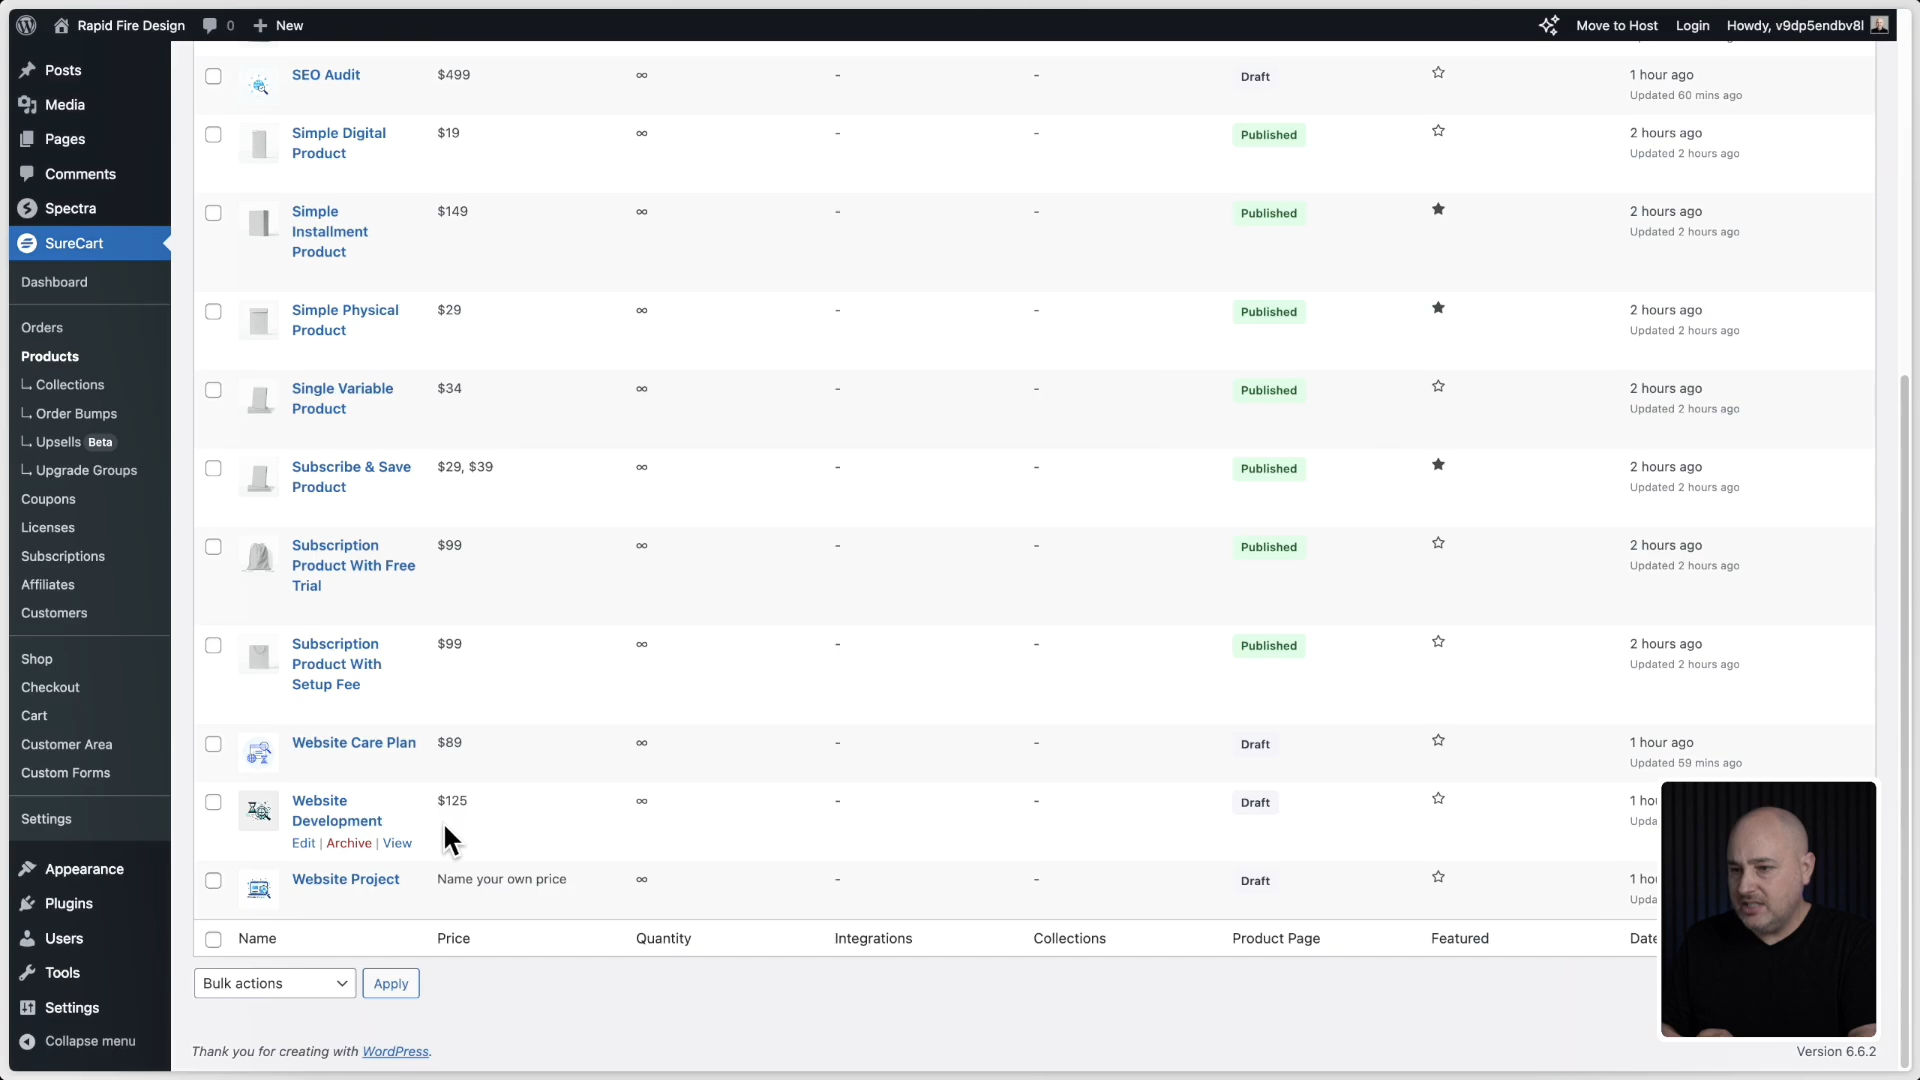 Rapid Fire Design
0
New
Move to Host
Login
Howdy, v9dp5endbv8l
Posts
Media
Pages
Comments
Spectra
SureCart
Dashboard
Orders
Products
Collections
Order Bumps
Upsells Beta
Upgrade Groups
Coupons
Licenses
Subscriptions
Affiliates
Customers
Shop
Checkout
Cart
Customer Area
Custom Forms
Settings
Appearance
Plugins
Users
Tools
Settings
Collapse menu
SEO Audit $499 ∞ - - Draft 1 hour ago
Updated 60 mins ago
Simple Digital $19 ∞ - - Published 2 hours ago
Product Updated 2 hours ago
Simple $149 ∞ - - Published 2 hours ago
Installment Updated 2 hours ago
Product
Simple Physical $29 ∞ - - Published 2 hours ago
Product Updated 2 hours ago
Single Variable $34 ∞ - - Published 2 hours ago
Product Updated 2 hours ago
Subscribe & Save $29, $39 ∞ - - Published 2 hours ago
Product Updated 2 hours ago
Subscription $99 ∞ - - Published 2 hours ago
Product With Free Updated 2 hours ago
Trial
Subscription $99 ∞ - - Published 2 hours ago
Product With Updated 2 hours ago
Setup Fee
Website Care Plan $89 ∞ - - Draft 1 hour ago
Updated 59 mins ago
Website $125 ∞ - - Draft 1 ho
Development Upda
Edit | Archive | View
Website Project Name your own price ∞ - - Draft 1 ho
Upda
Name Price Quantity Integrations Collections Product Page Featured Date
Bulk actions Apply
Thank you for creating with WordPress.
Version 6.6.2